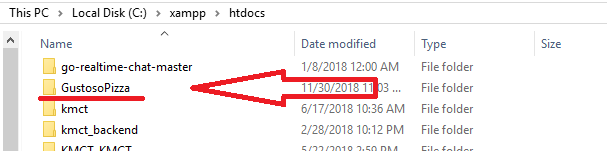 This PC > Local Disk (C:) > xampp > htdocs
Name Date modified Type Size
go-realtime-chat-master 1/8/2018 12:00 AM File folder
GustosoPizza 11/30/2018 11:03 ... File folder
kmct 6/17/2018 10:36 AM File folder
kmct_backend 2/28/2018 10:12 PM File folder
KMCT_KMCT 5/22/2018 2:59 PM File folder